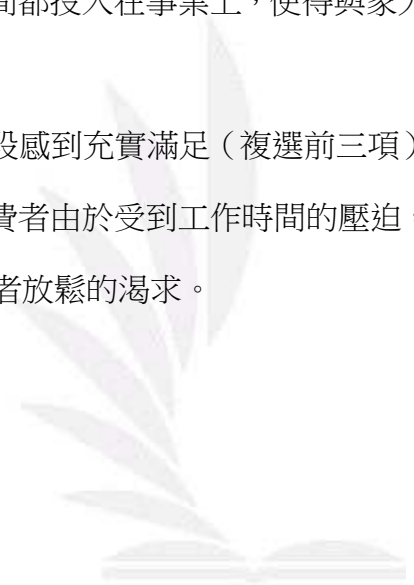 都投入在事業上，使得與家
段感到充實滿足（複選前三項）
費者由於受到工作時間的壓迫
者放鬆的渴求。